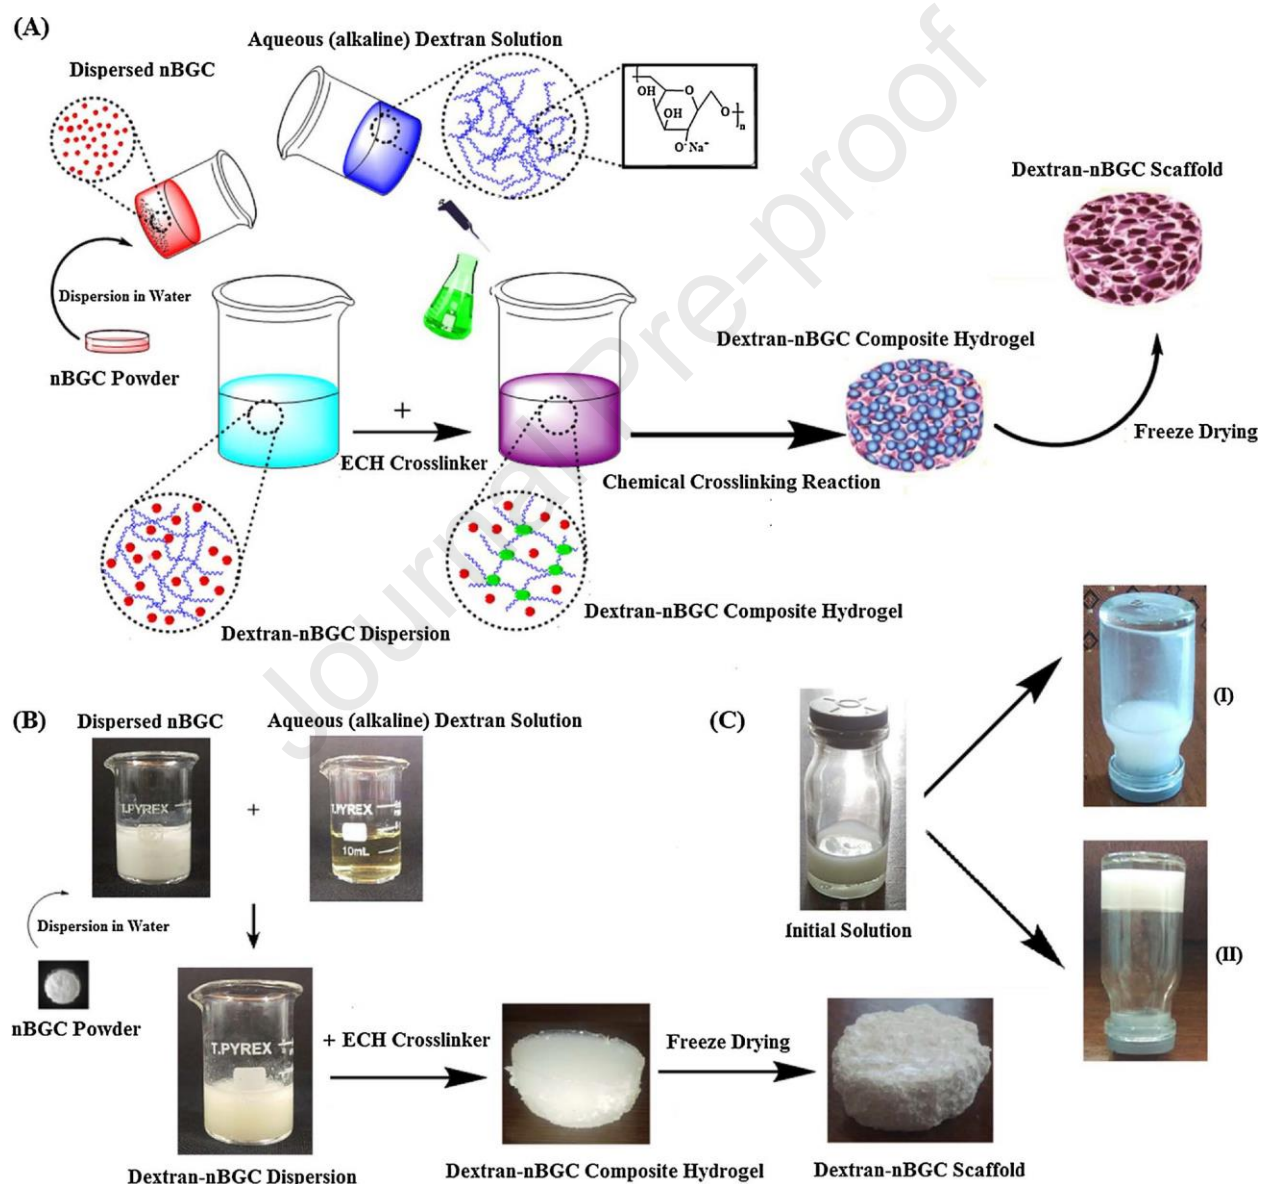 (A)
Aqueous (alkaline) Dextran Solution
Dispersed nBGC
OH
O
OH
O
n
O⁻Na⁺
Dextran-nBGC Scaffold
Dispersion in Water
nBGC Powder
+
ECH Crosslinker
Dextran-nBGC Composite Hydrogel
Chemical Crosslinking Reaction
Freeze Drying
Dextran-nBGC Dispersion
Dextran-nBGC Composite Hydrogel
Journal Pre-proof
(B)
Dispersed nBGC
Aqueous (alkaline) Dextran Solution
T.PYREX
+
T.PYREX
10mL
Dispersion in Water
nBGC Powder
T.PYREX
+ ECH Crosslinker
Freeze Drying
Dextran-nBGC Dispersion
Dextran-nBGC Composite Hydrogel
Dextran-nBGC Scaffold
(C)
Initial Solution
(I)
(II)